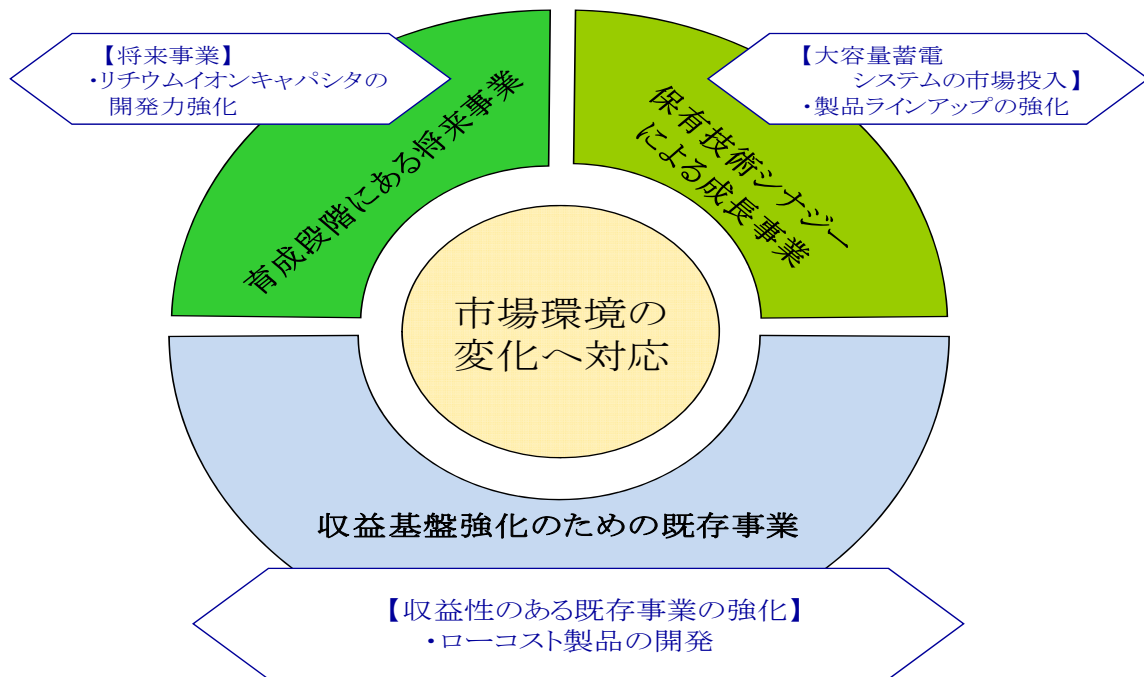 【将来事業】
・リチウムイオンキャパシタの
開発力強化
【大容量蓄電
システムの市場投入】
・製品ラインアップの強化
育成段階にある将来事業
保有技術シナジー
による成長事業
市場環境の
変化へ対応
収益基盤強化のための既存事業
【収益性のある既存事業の強化】
・ローコスト製品の開発